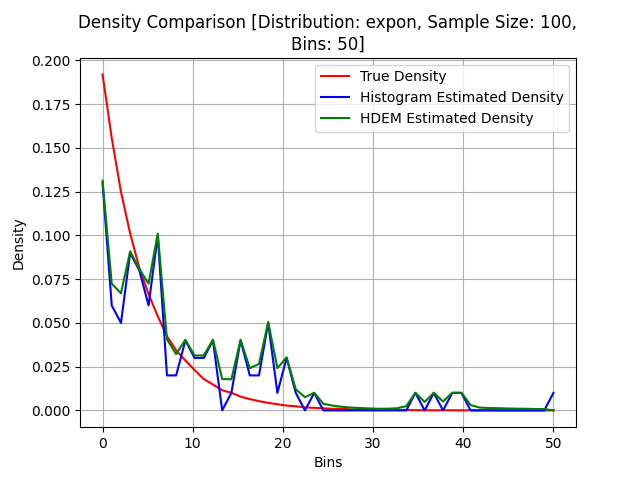 Density Comparison [Distribution: expon, Sample Size: 100,
Bins: 50]
True Density
Histogram Estimated Density
HDEM Estimated Density
Density
0.200
0.175
0.150
0.125
0.100
0.075
0.050
0.025
0.000
0 10 20 30 40 50
Bins